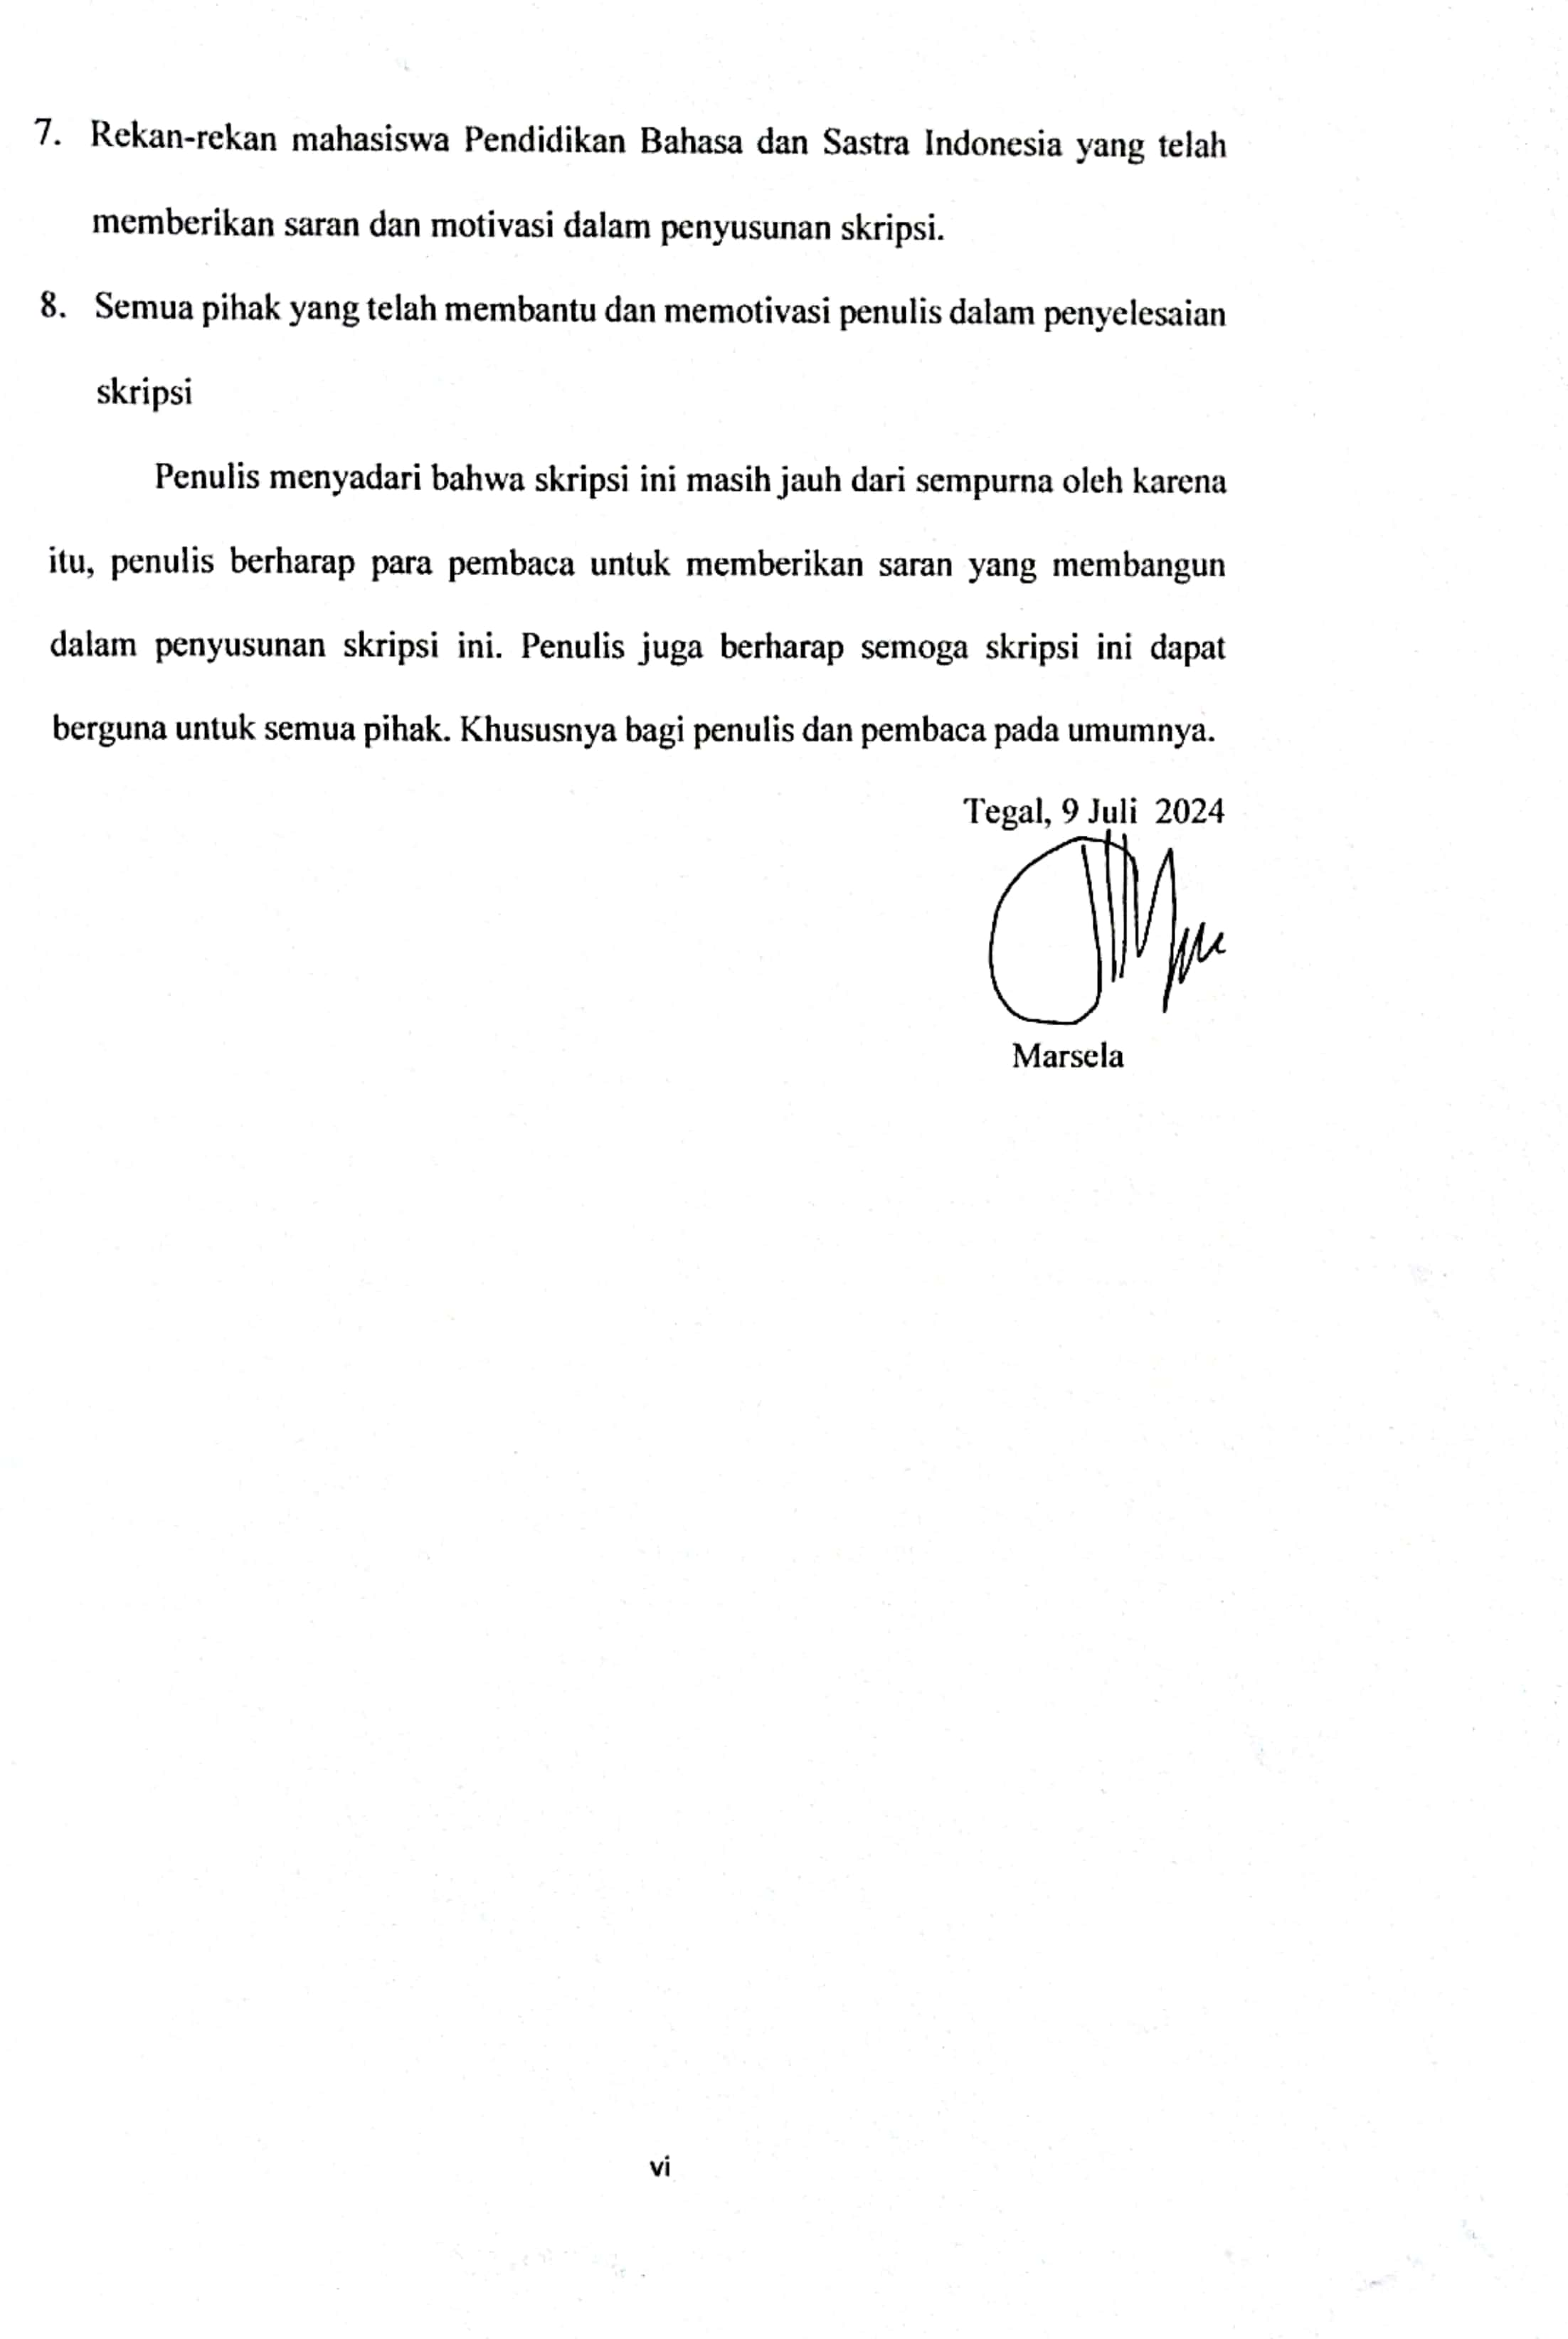 7. Rekan-rekan mahasiswa Pendidikan Bahasa dan Sastra Indonesia yang telah
memberikan saran dan motivasi dalam penyusunan skripsi.
8. Semua pihak yang telah membantu dan memotivasi penulis dalam penyelesaian
skripsi
Penulis menyadari bahwa skripsi ini masih jauh dari sempurna oleh karena
itu, penulis berharap para pembaca untuk memberikan saran yang membangun
dalam penyusunan skripsi ini. Penulis juga berharap semoga skripsi ini dapat
berguna untuk semua pihak. Khususnya bagi penulis dan pembaca pada umumnya.
Tegal, 9 Juli 2024
Marsela
vi